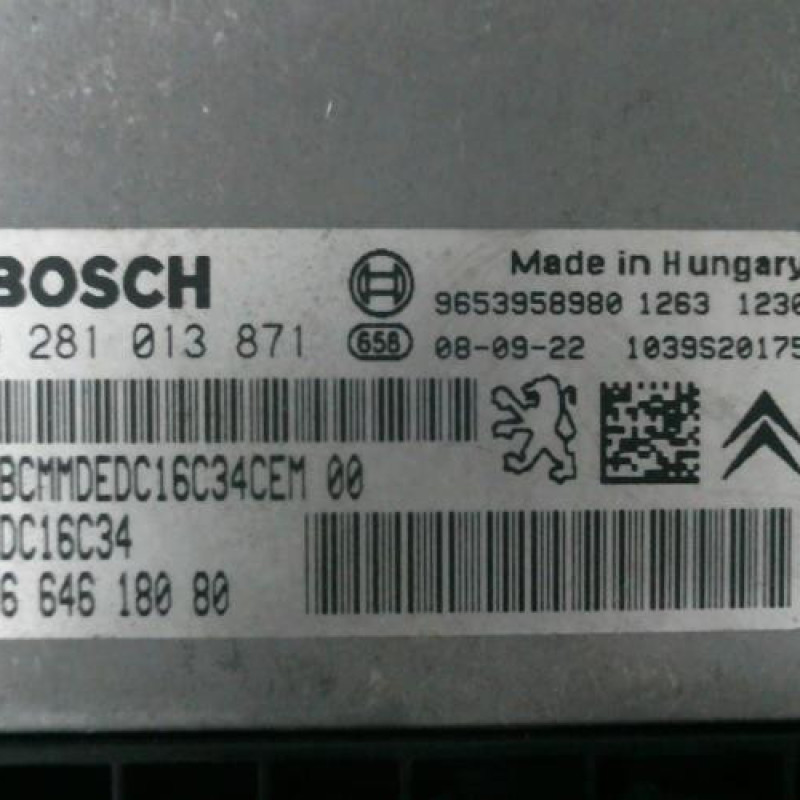 BOSCH
Made in Hungary
9653958980 1263 1236
281 013 871
658
08-09-22 1039S20175
BCMMDEDC16C34CEM 00
DC16C34
6 646 180 80